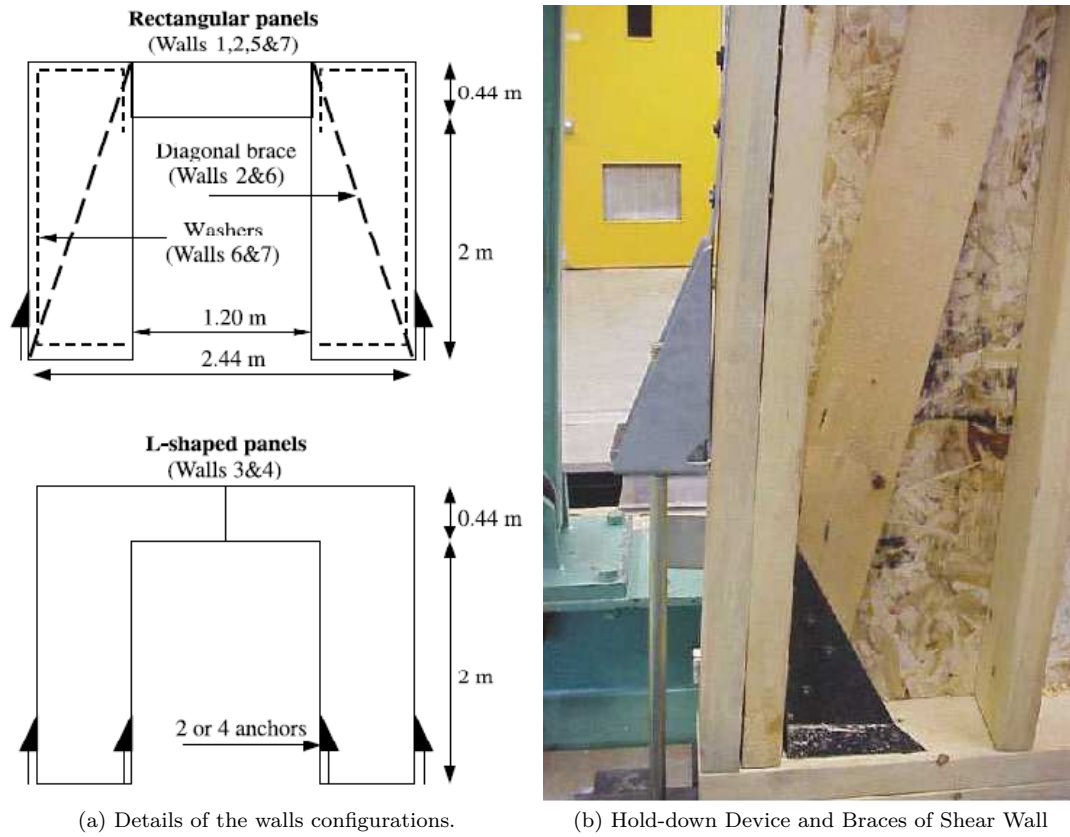 Rectangular panels
(Walls 1,2,5&7)
0.44 m
Diagonal brace
(Walls 2&6)
Washers
(Walls 6&7)
2 m
1.20 m
2.44 m
L-shaped panels
(Walls 3&4)
0.44 m
2 m
2 or 4 anchors
(a) Details of the walls configurations.
(b) Hold-down Device and Braces of Shear Wall